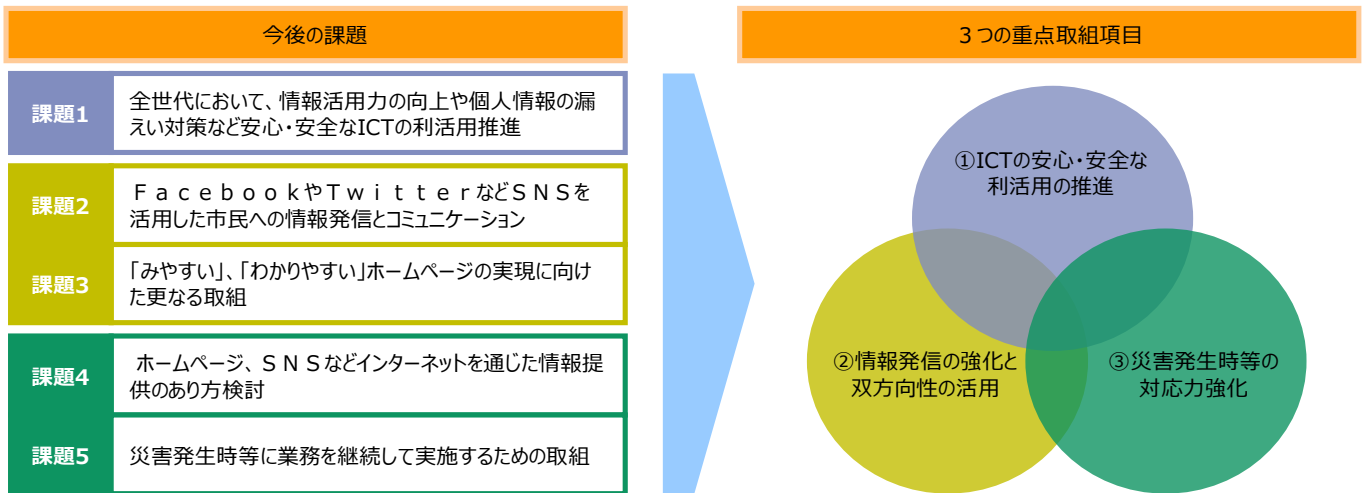 今後の課題
課題1
全世代において、情報活用力の向上や個人情報の漏
えい対策など安心・安全なICTの利活用推進
課題2
ＦａｃｅｂｏｏｋやＴｗｉｔｔｅｒなどＳＮＳを
活用した市民への情報発信とコミュニケーション
課題3
「みやすい」、「わかりやすい」ホームページの実現に向け
た更なる取組
課題4
ホームページ、ＳＮＳなどインターネットを通じた情報提
供のあり方検討
課題5
災害発生時等に業務を継続して実施するための取組
３つの重点取組項目
①ICTの安心・安全な
利活用の推進
②情報発信の強化と
双方向性の活用
③災害発生時等の
対応力強化